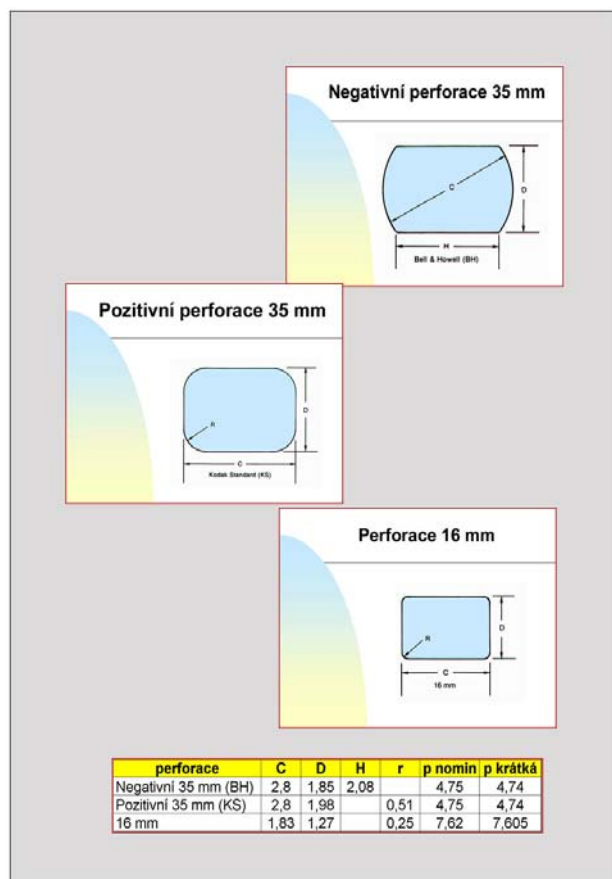 Negativní perforace 35 mm
C
D
H
Bell & Howell (BH)
Pozitivní perforace 35 mm
R
D
C
Kodak Standard (KS)
Perforace 16 mm
R
D
C
16 mm
perforace C D H r p nomin p krátká
Negativní 35 mm (BH) 2,8 1,85 2,08 4,75 4,74
Pozitivní 35 mm (KS) 2,8 1,98 0,51 4,75 4,74
16 mm 1,83 1,27 0,25 7,62 7,605